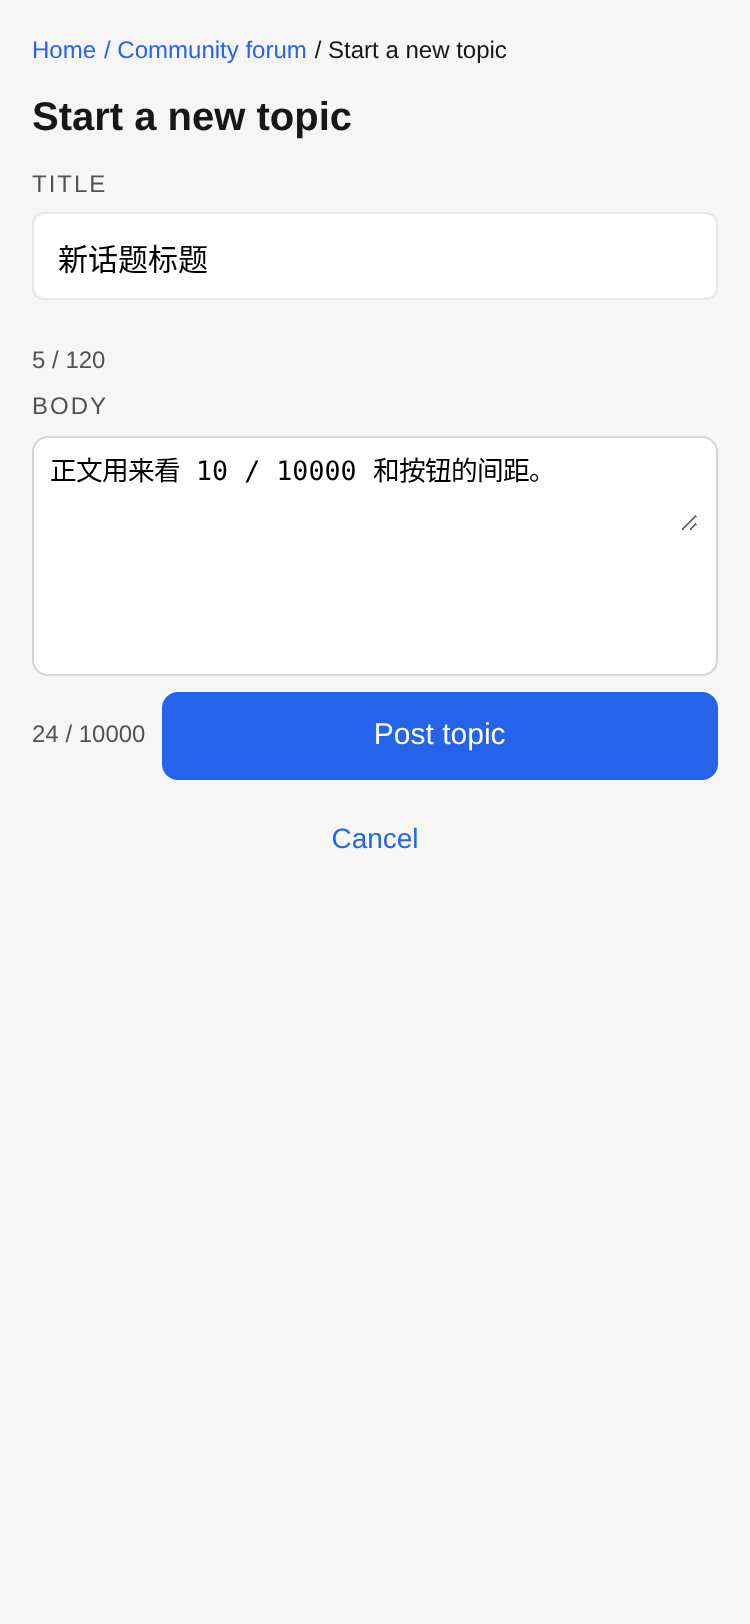 Home / Community forum / Start a new topic
Start a new topic
TITLE
新话题标题
5 / 120
BODY
正文用来看 10 / 10000 和按钮的间距。
24 / 10000
Post topic
Cancel